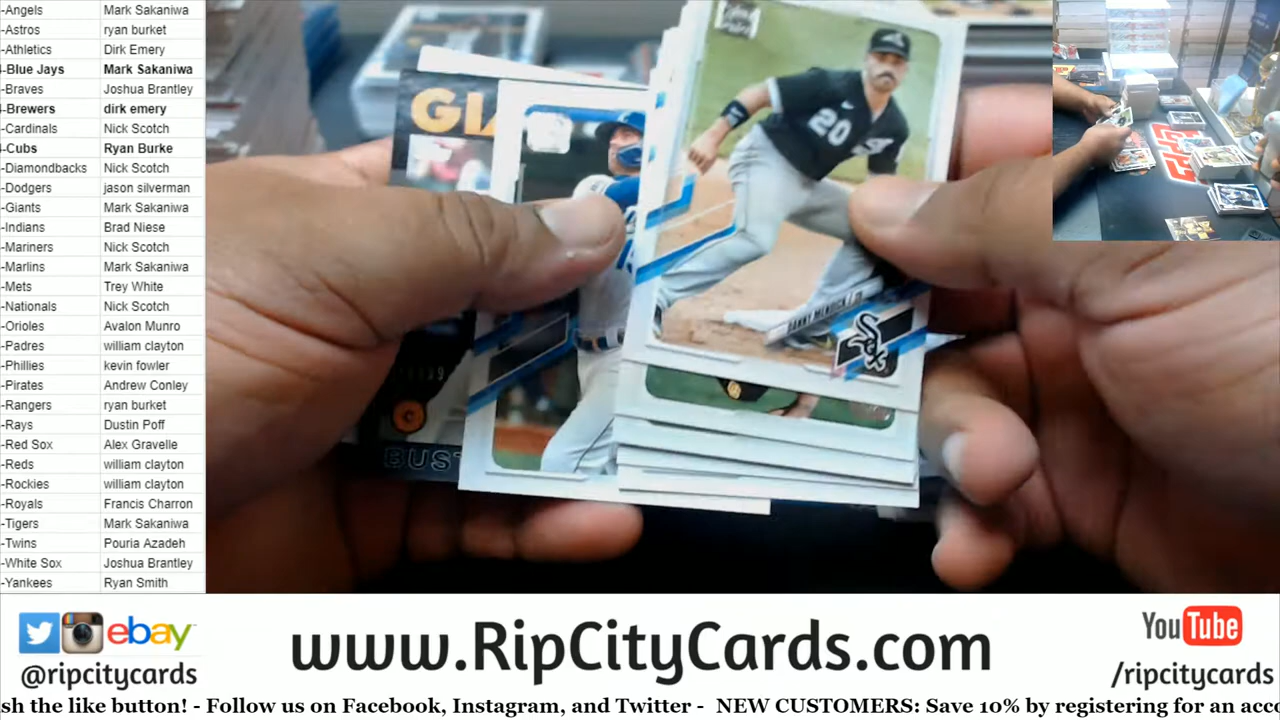 -Angels Mark Sakaniwa
-Astros ryan burket
-Athletics Dirk Emery
-Blue Jays Mark Sakaniwa
-Braves Joshua Brantley
-Brewers dirk emery
-Cardinals Nick Scotch
-Cubs Ryan Burke
-Diamondbacks Nick Scotch
-Dodgers jason silverman
-Giants Mark Sakaniwa
-Indians Brad Niese
-Mariners Nick Scotch
-Marlins Mark Sakaniwa
-Mets Trey White
-Nationals Nick Scotch
-Orioles Avalon Munro
-Padres william clayton
-Phillies kevin fowler
-Pirates Andrew Conley
-Rangers ryan burket
-Rays Dustin Poff
-Red Sox Alex Gravelle
-Reds william clayton
-Rockies william clayton
-Royals Francis Charron
-Tigers Mark Sakaniwa
-Twins Pouria Azadeh
-White Sox Joshua Brantley
-Yankees Ryan Smith
GIA
20
DANNY MENDICK
Sox
BUST
TOPPS
ebay
@ripcitycards
www.RipCityCards.com
YouTube
/ripcitycards
sh the like button! - Follow us on Facebook, Instagram, and Twitter - NEW CUSTOMERS: Save 10% by registering for an acco